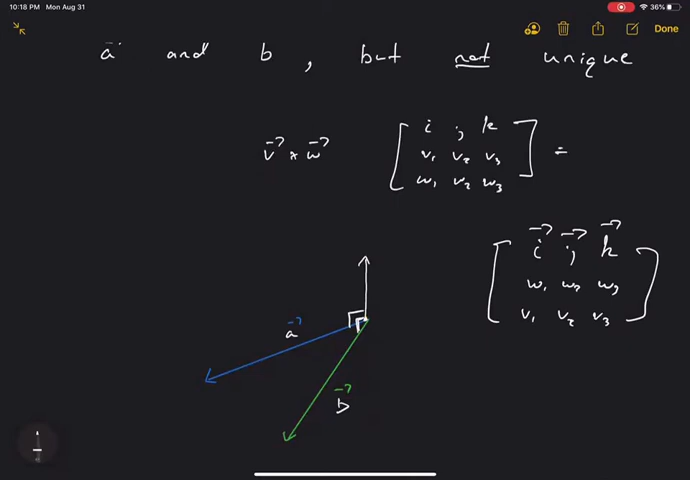 10:18 PM Mon Aug 31
36%
Done
a⃗ and b , but not unique
v⃗ × w⃗ [ i j k
v₁ v₂ v₃
w₁ w₂ w₃ ] =
[ i⃗ j⃗ k⃗
w₁ w₂ w₃
v₁ v₂ v₃ ]
a⃗
b⃗